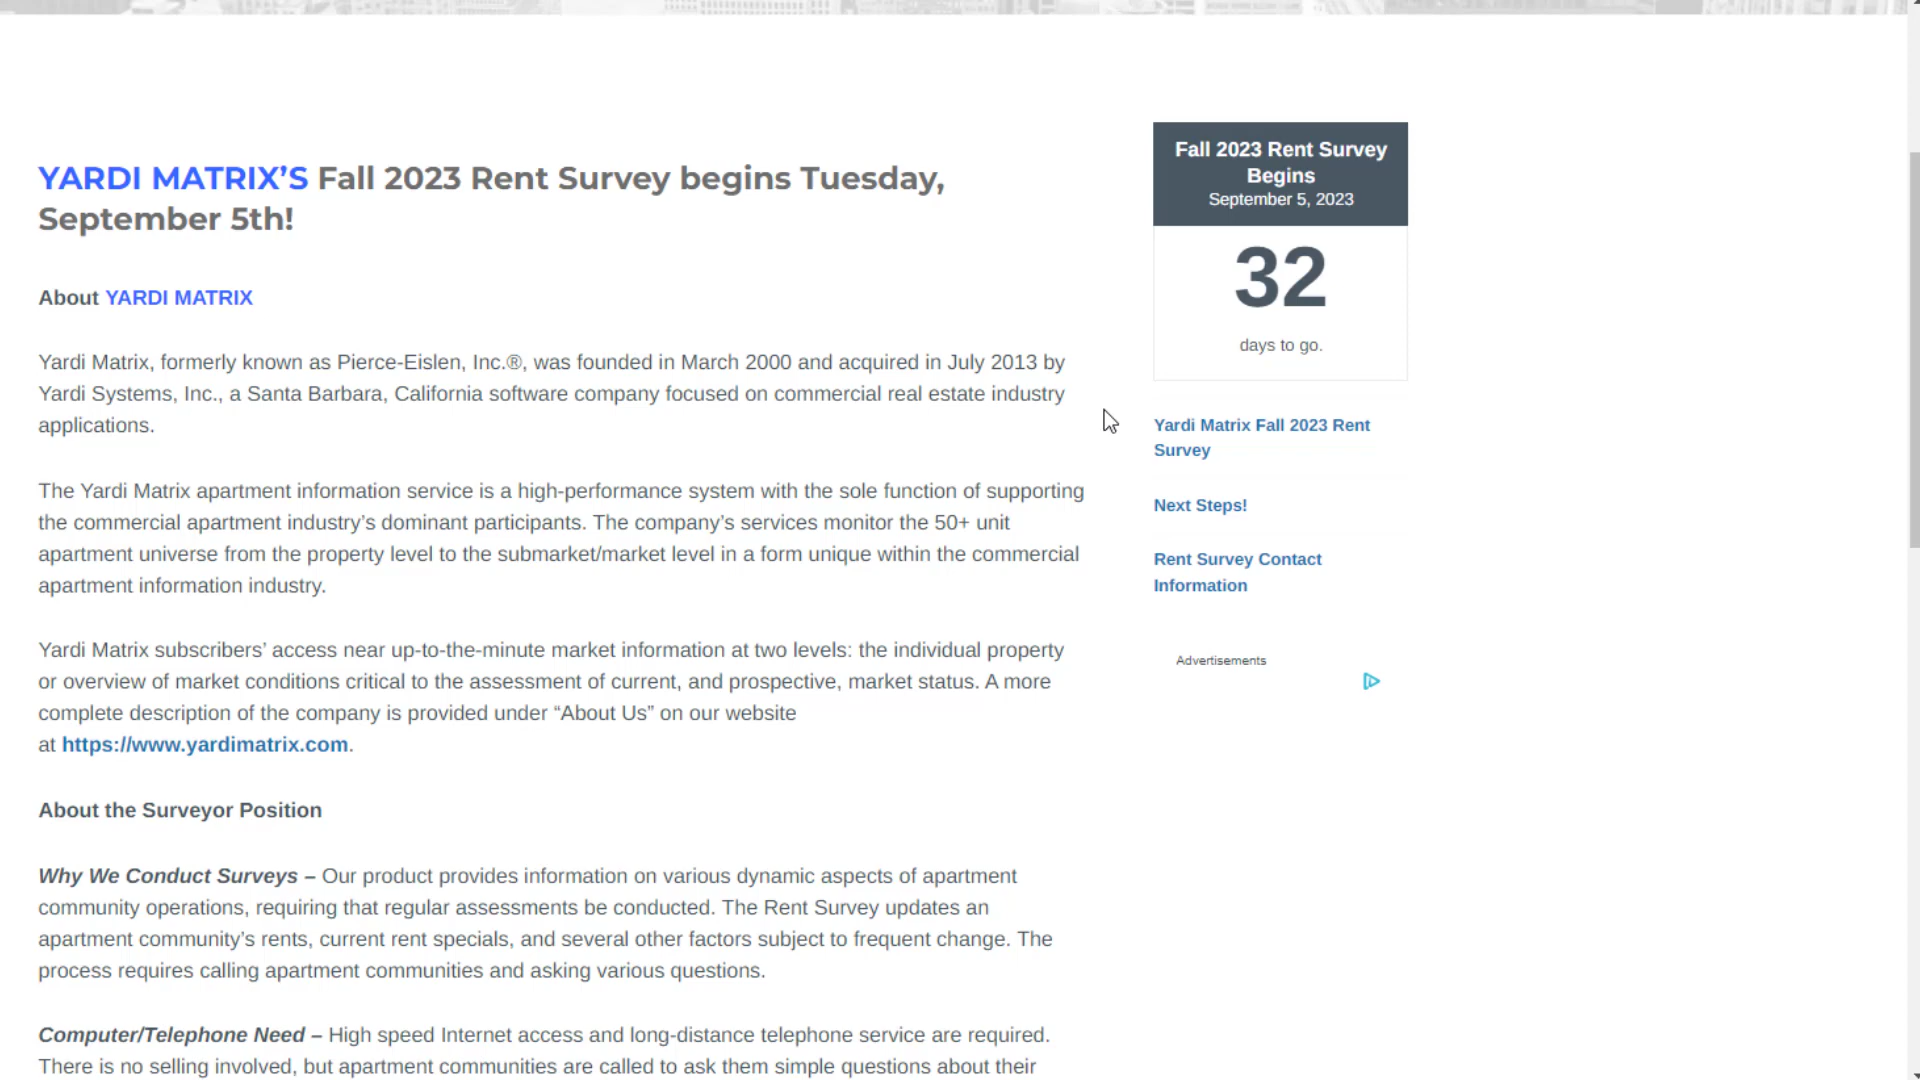 YARDI MATRIX’S Fall 2023 Rent Survey begins Tuesday,
September 5th!
About YARDI MATRIX
Yardi Matrix, formerly known as Pierce-Eislen, Inc.®, was founded in March 2000 and acquired in July 2013 by
Yardi Systems, Inc., a Santa Barbara, California software company focused on commercial real estate industry
applications.
The Yardi Matrix apartment information service is a high-performance system with the sole function of supporting
the commercial apartment industry’s dominant participants. The company’s services monitor the 50+ unit
apartment universe from the property level to the submarket/market level in a form unique within the commercial
apartment information industry.
Yardi Matrix subscribers’ access near up-to-the-minute market information at two levels: the individual property
or overview of market conditions critical to the assessment of current, and prospective, market status. A more
complete description of the company is provided under “About Us” on our website
at https://www.yardimatrix.com.
About the Surveyor Position
Why We Conduct Surveys – Our product provides information on various dynamic aspects of apartment
community operations, requiring that regular assessments be conducted. The Rent Survey updates an
apartment community’s rents, current rent specials, and several other factors subject to frequent change. The
process requires calling apartment communities and asking various questions.
Computer/Telephone Need – High speed Internet access and long-distance telephone service are required.
There is no selling involved, but apartment communities are called to ask them simple questions about their
Fall 2023 Rent Survey
Begins
September 5, 2023
32
days to go.
Yardi Matrix Fall 2023 Rent
Survey
Next Steps!
Rent Survey Contact
Information
Advertisements